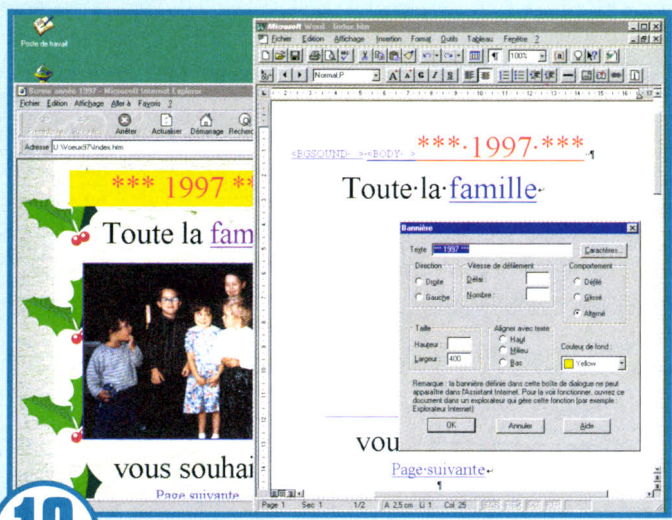 Poste de travail
Bonne année 1997 - Microsoft Internet Explorer
Fichier Edition Affichage Aller à Favoris ?
Arrêter Actualiser Démarrage Recherc
Adresse U:\Voeux97\index.htm
*** 1997 **
Toute la fam
vous souhai
Page suivante
Microsoft Word - Index.htm
Fichier Edition Affichage Insertion Format Outils Tableau Fenêtre ?
100%
Normal,P
<BGSOUND > <BODY >***·1997·***
Toute·la·famille
Bannière
Texte *** 1997 ***
Caractères...
Direction
Droite
Gauche
Vitesse de défilement
Délai :
Nombre :
Comportement
Défilé
Glissé
Alterné
Taille
Hauteur :
Largeur : 400
Aligner avec texte
Haut
Milieu
Bas
Couleur de fond :
Yellow
Remarque : la bannière définie dans cette boîte de dialogue ne peut
apparaître dans l'Assistant Internet. Pour la voir fonctionner, ouvrez ce
document dans un explorateur qui gère cette fonction (par exemple
Explorateur Internet)
OK Annuler Aide
vou
Page·suivante
Page 1 Sec 1 1/2 A 2,5 cm Li 1 Col 25
10